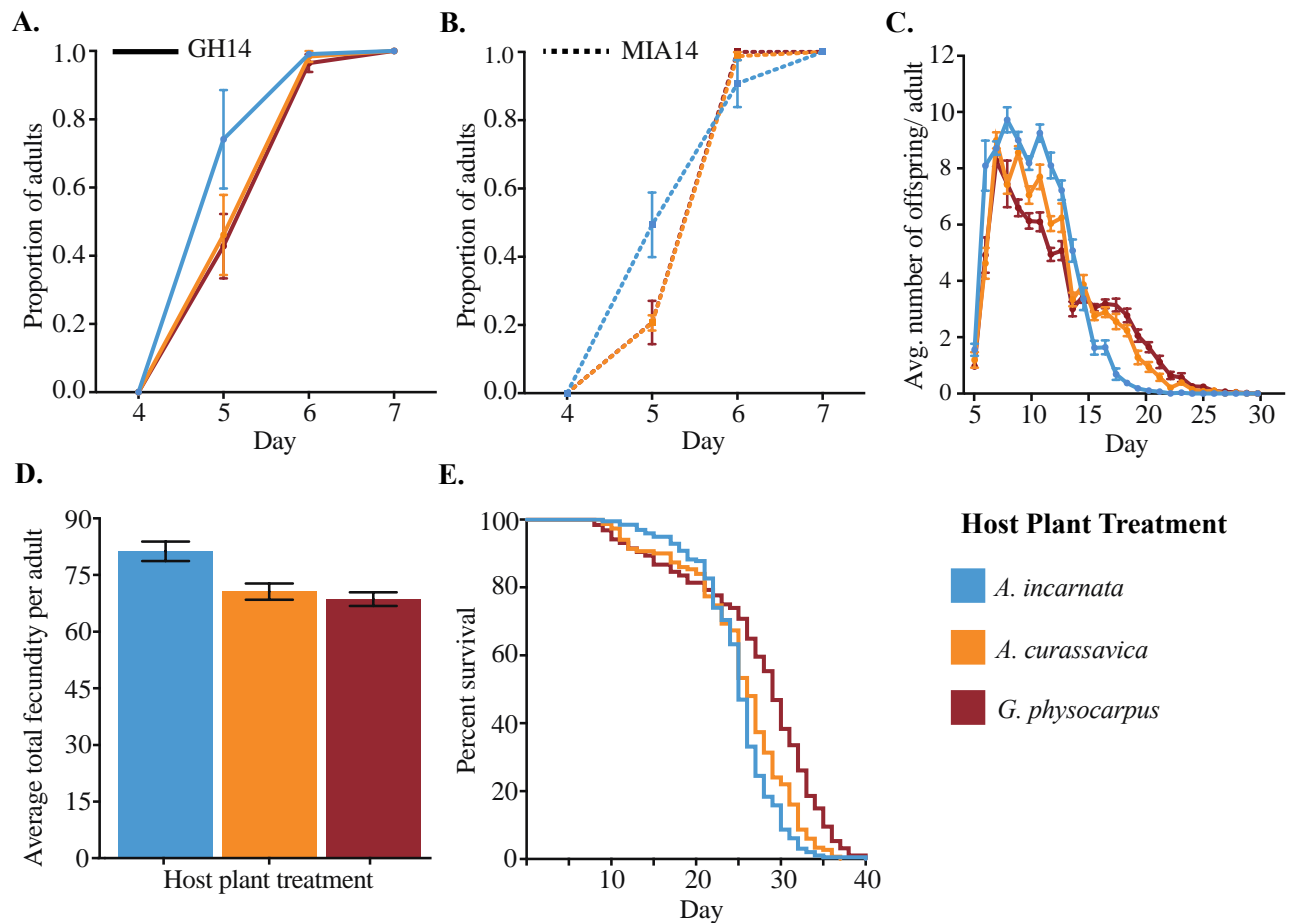 A.
GH14
Proportion of adults
1.0
0.8
0.6
0.4
0.2
0.0
4 5 6 7
Day
B.
MIA14
Proportion of adults
1.0
0.8
0.6
0.4
0.2
0.0
4 5 6 7
Day
C.
Avg. number of offspring/ adult
12
10
8
6
4
2
0
5 10 15 20 25 30
Day
D.
Average total fecundity per adult
90
75
60
45
30
15
0
Host plant treatment
E.
Percent survival
100
80
60
40
20
0
10 20 30 40
Day
Host Plant Treatment
A. incarnata
A. curassavica
G. physocarpus